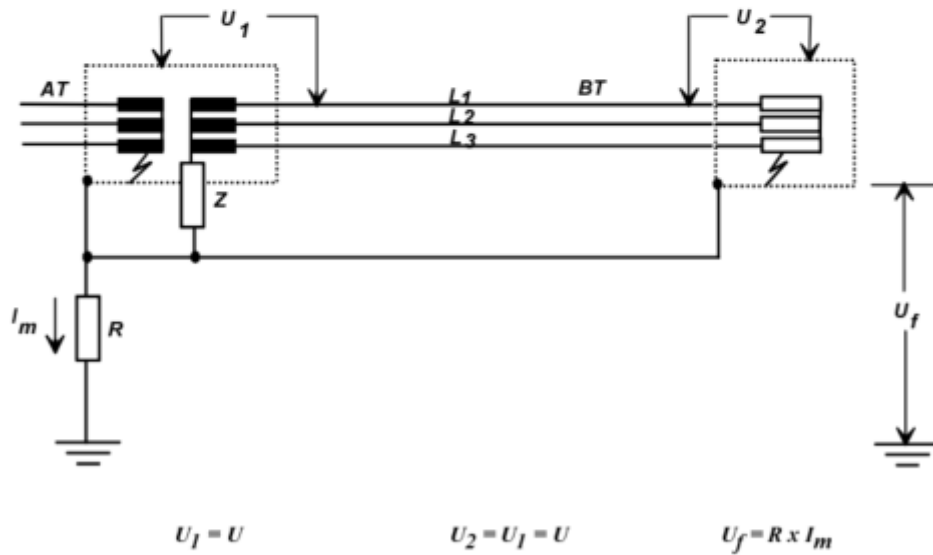 U1 U2
AT L1 BT
L2
L3
Z
Im R Uf
U1 = U U2 = U1 = U Uf = R x Im